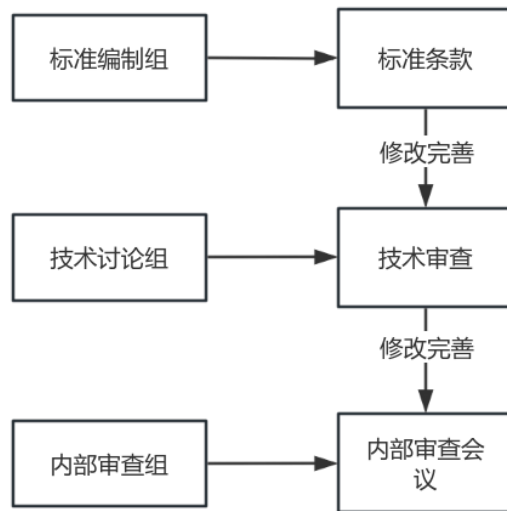 标准编制组
标准条款
修改完善
技术讨论组
技术审查
修改完善
内部审查组
内部审查会
议